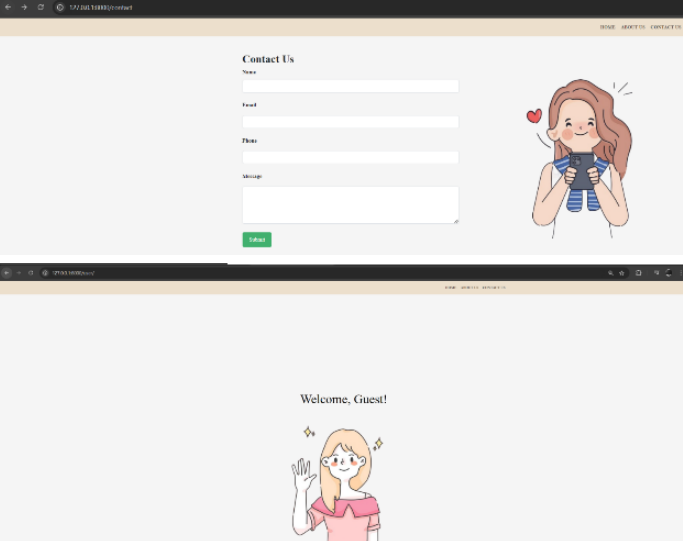 127.0.0.1:8000/contact
HOME ABOUT US CONTACT US
Contact Us
Name
Email
Phone
Message
Submit
HOME ABOUT US CONTACT US
Welcome, Guest!